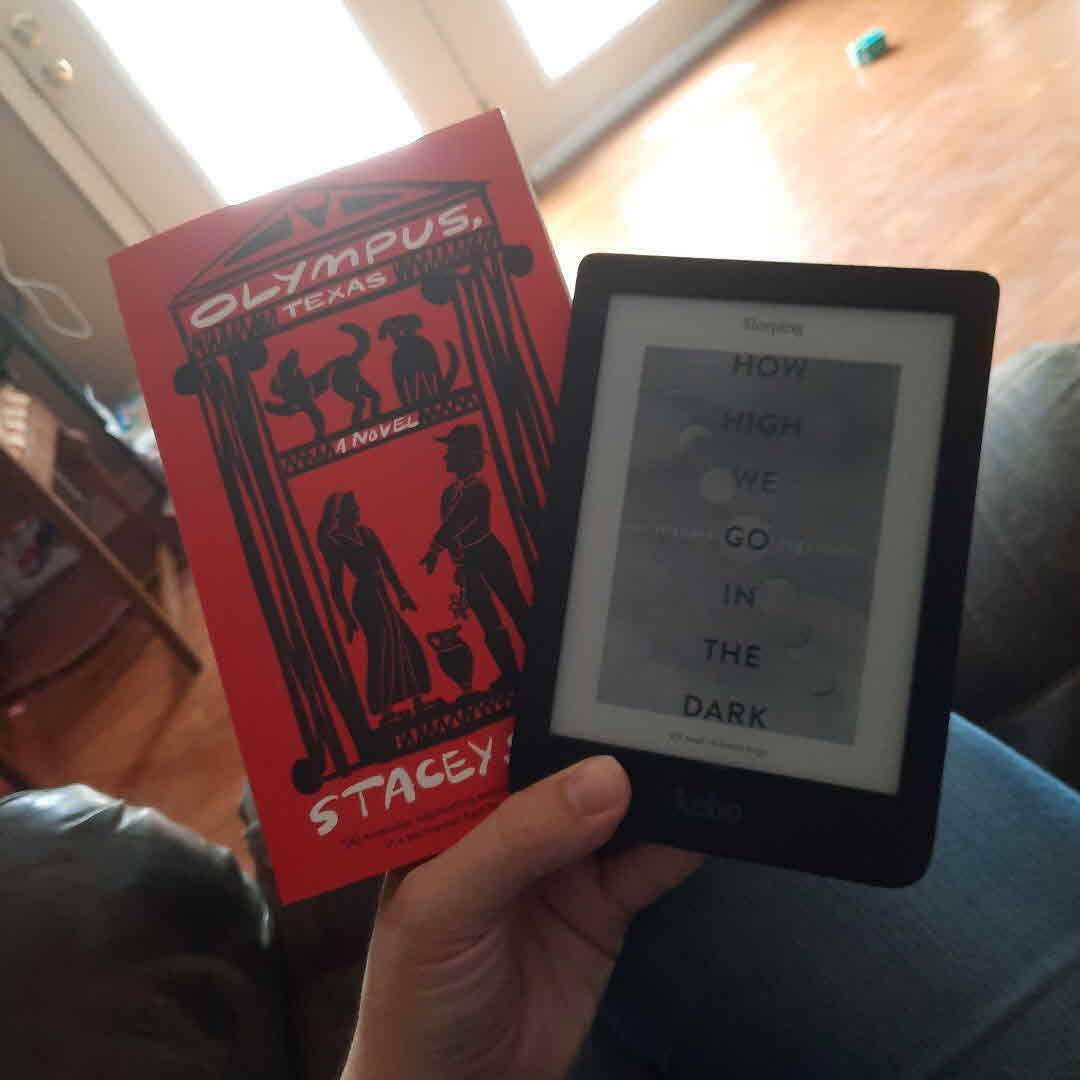 OLYMPUS,
TEXAS
A NOVEL
STACEY S
Sleeping
HOW
HIGH
WE
GO
IN
THE
DARK
kobo